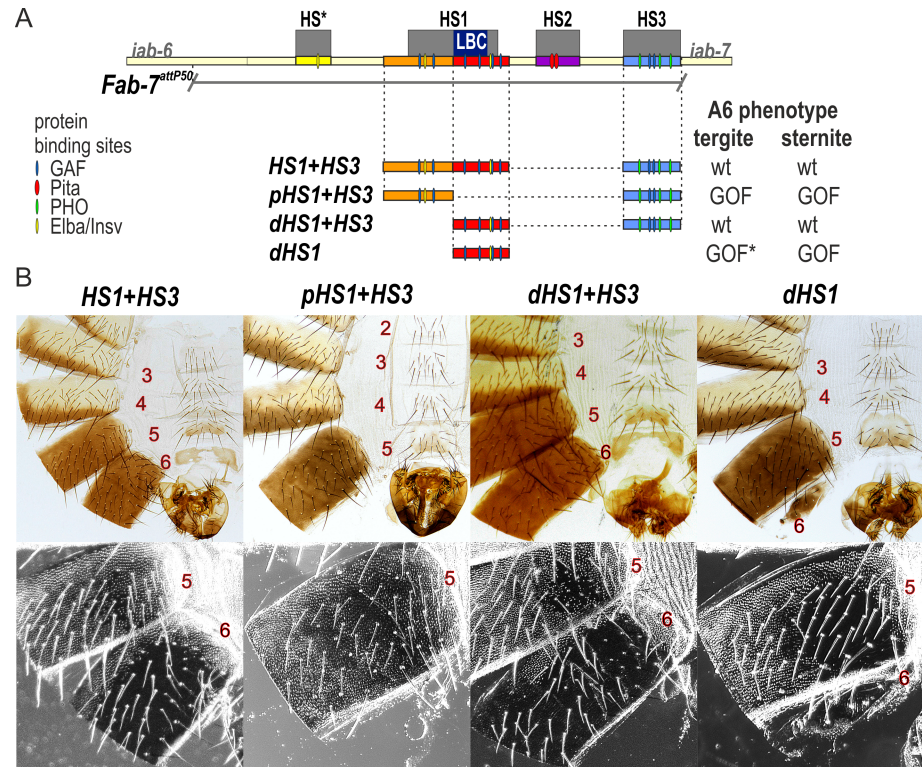 A
HS* HS1 HS2 HS3
LBC
iab-6 iab-7
Fab-7attP50
protein
binding sites
GAF
Pita
PHO
Elba/Insv
A6 phenotype
tergite sternite
HS1+HS3 wt wt
pHS1+HS3 GOF GOF
dHS1+HS3 wt wt
dHS1 GOF* GOF
B
HS1+HS3 pHS1+HS3 dHS1+HS3 dHS1
3 4 5 6
2 3 4 5
3 4 5 6
3 4 5 6
5 6
5
5 6
5 6